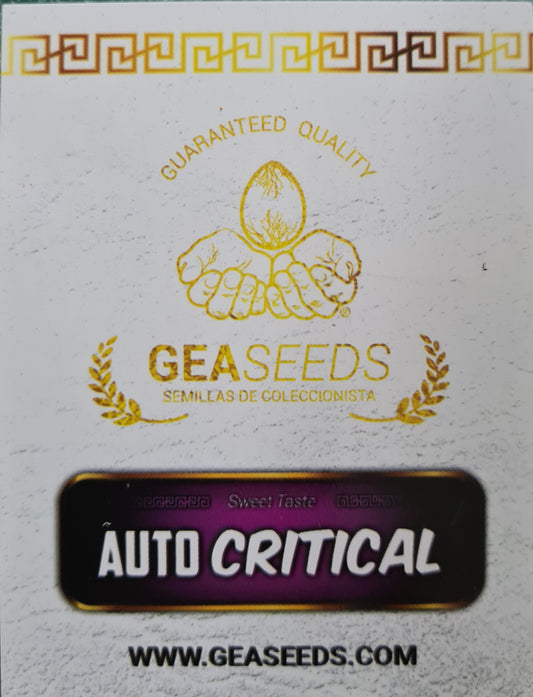 GUARANTEED QUALITY
®
GEASEEDS
SEMILLAS DE COLECCIONISTA
Sweet Taste
AUTO CRITICAL
WWW.GEASEEDS.COM